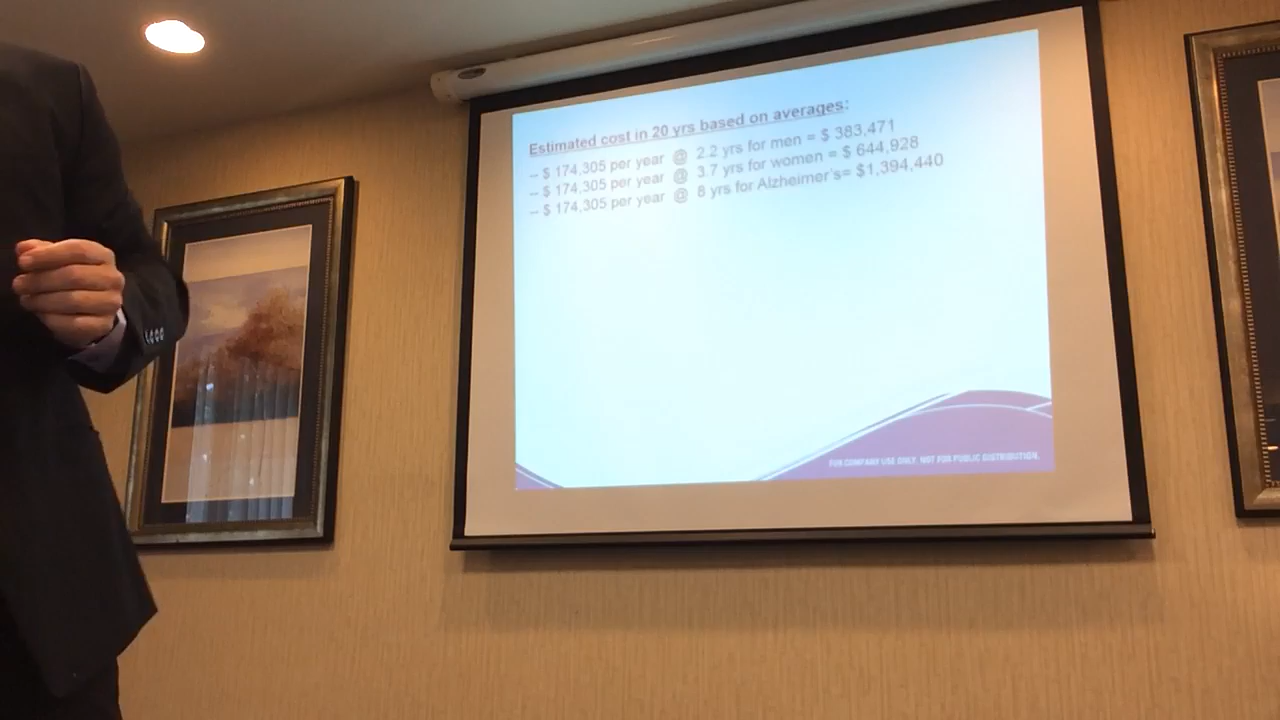 Estimated cost in 20 yrs based on averages:
– $ 174,305 per year @ 2.2 yrs for men = $ 383,471
– $ 174,305 per year @ 3.7 yrs for women = $ 644,928
– $ 174,305 per year @ 8 yrs for Alzheimer's= $1,394,440
FOR COMPANY USE ONLY. NOT FOR PUBLIC DISTRIBUTION.